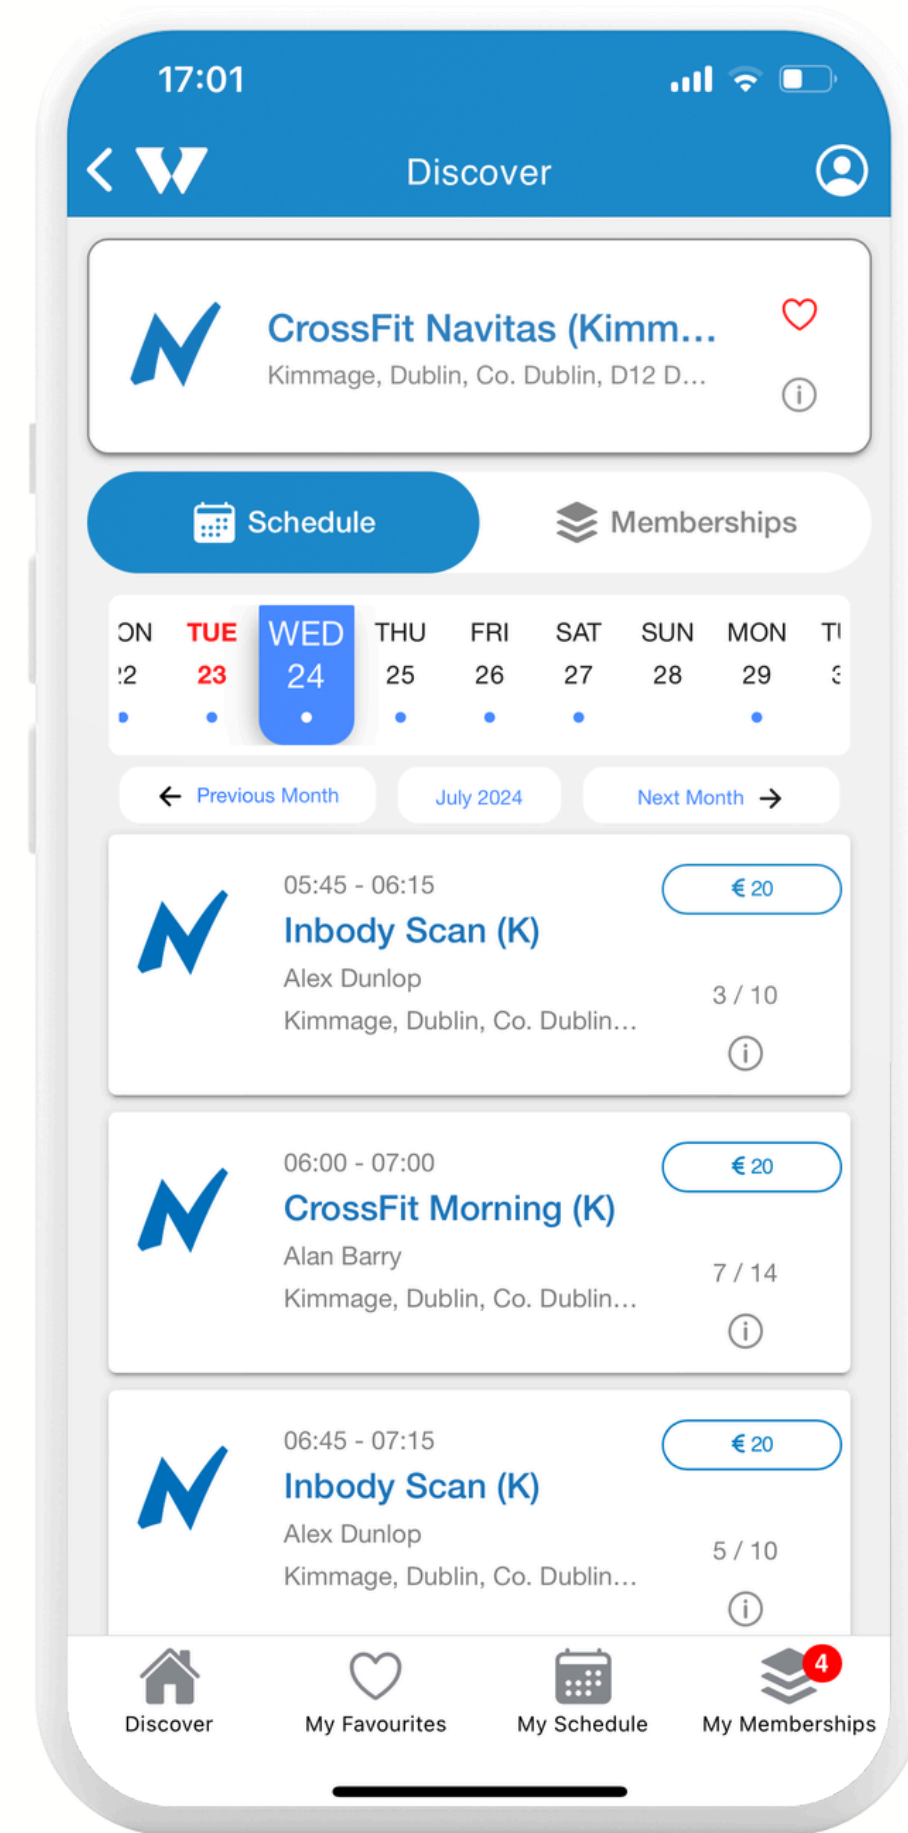 17:01
Discover
CrossFit Navitas (Kimm...
Kimmage, Dublin, Co. Dublin, D12 D...
Schedule
Memberships
TUE WED THU FRI SAT SUN MON
23 24 25 26 27 28 29
← Previous Month
July 2024
Next Month →
05:45 - 06:15
€ 20
Inbody Scan (K)
Alex Dunlop
3 / 10
Kimmage, Dublin, Co. Dublin...
06:00 - 07:00
€ 20
CrossFit Morning (K)
Alan Barry
7 / 14
Kimmage, Dublin, Co. Dublin...
06:45 - 07:15
€ 20
Inbody Scan (K)
Alex Dunlop
5 / 10
Kimmage, Dublin, Co. Dublin...
4
Discover
My Favourites
My Schedule
My Memberships